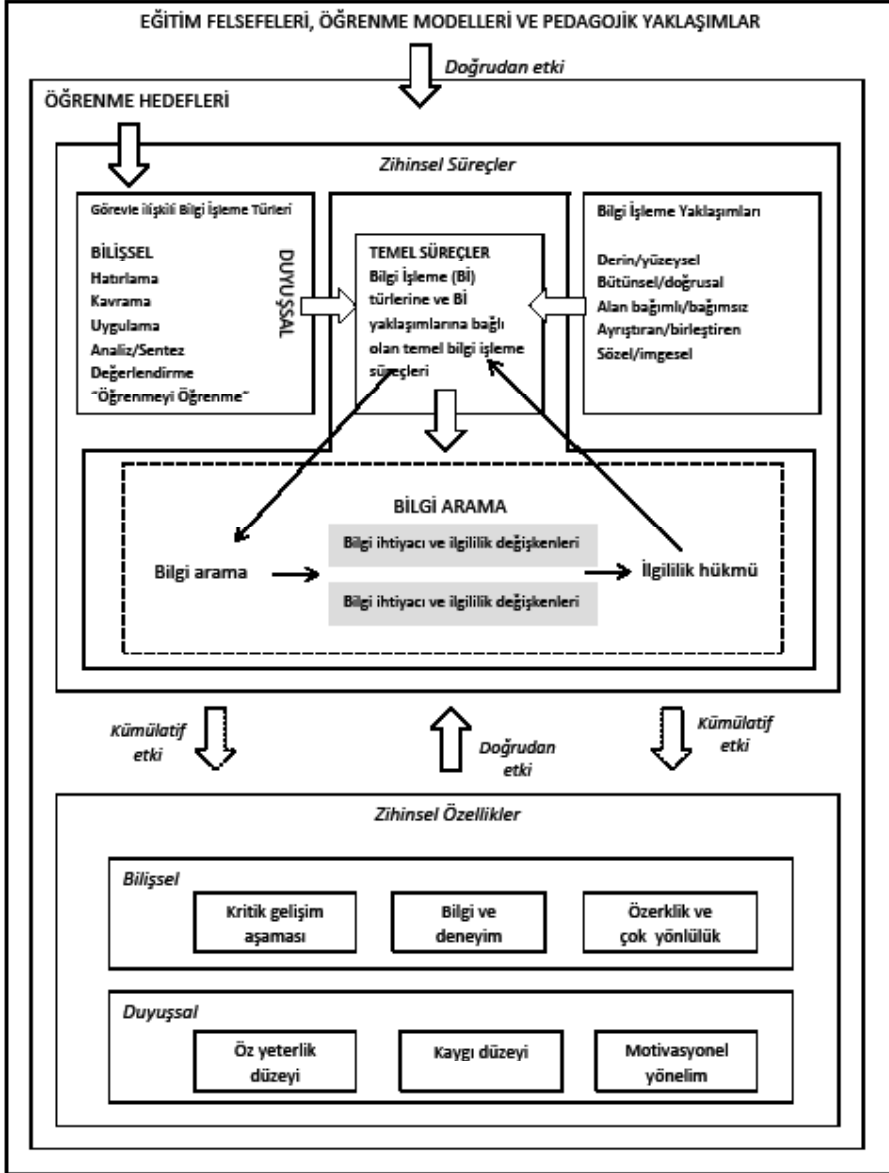 EĞİTİM FELSEFELERİ, ÖĞRENME MODELLERİ VE PEDAGOJİK YAKLAŞIMLAR
Doğrudan etki
ÖĞRENME HEDEFLERİ
Zihinsel Süreçler
Görevle ilişkili Bilgi İşleme Türleri
BİLİŞSEL
Hatırlama
Kavrama
Uygulama
Analiz/Sentez
Değerlendirme
"Öğrenmeyi Öğrenme"
DUYUŞSAL
TEMEL SÜREÇLER
Bilgi İşleme (Bİ)
türlerine ve Bİ
yaklaşımlarına bağlı
olan temel bilgi işleme
süreçleri
Bilgi İşleme Yaklaşımları
Derin/yüzeysel
Bütünsel/doğrusal
Alan bağımlı/bağımsız
Ayrıştıran/birleştiren
Sözel/imgesel
BİLGİ ARAMA
Bilgi ihtiyacı ve ilgililik değişkenleri
Bilgi arama
İlgililik hükmü
Bilgi ihtiyacı ve ilgililik değişkenleri
Kümülatif
etki
Doğrudan
etki
Kümülatif
etki
Zihinsel Özellikler
Bilişsel
Kritik gelişim
aşaması
Bilgi ve
deneyim
Özerklik ve
çok yönlülük
Duyuşsal
Öz yeterlik
düzeyi
Kaygı düzeyi
Motivasyonel
yönelim